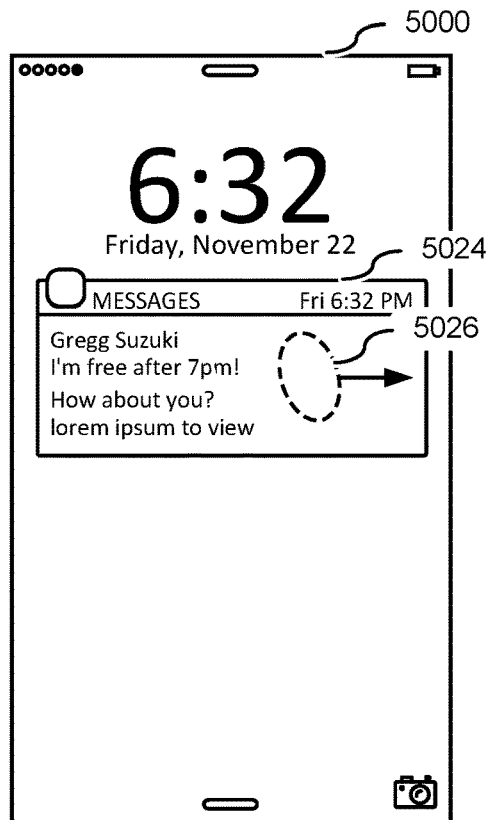 5000
6:32
Friday, November 22
5024
MESSAGES Fri 6:32 PM
5026
Gregg Suzuki
I'm free after 7pm!
How about you?
lorem ipsum to view